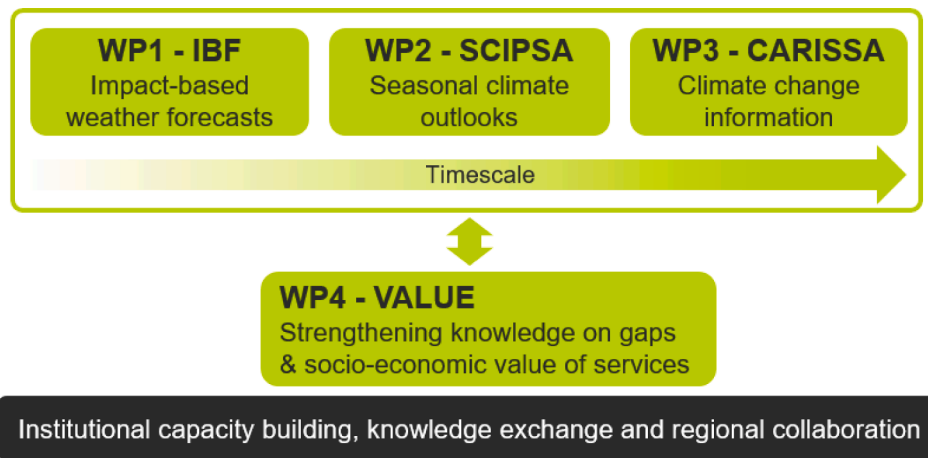 WP1 - IBF
Impact-based
weather forecasts
WP2 - SCIPSA
Seasonal climate
outlooks
WP3 - CARISSA
Climate change
information
Timescale
WP4 - VALUE
Strengthening knowledge on gaps
& socio-economic value of services
Institutional capacity building, knowledge exchange and regional collaboration